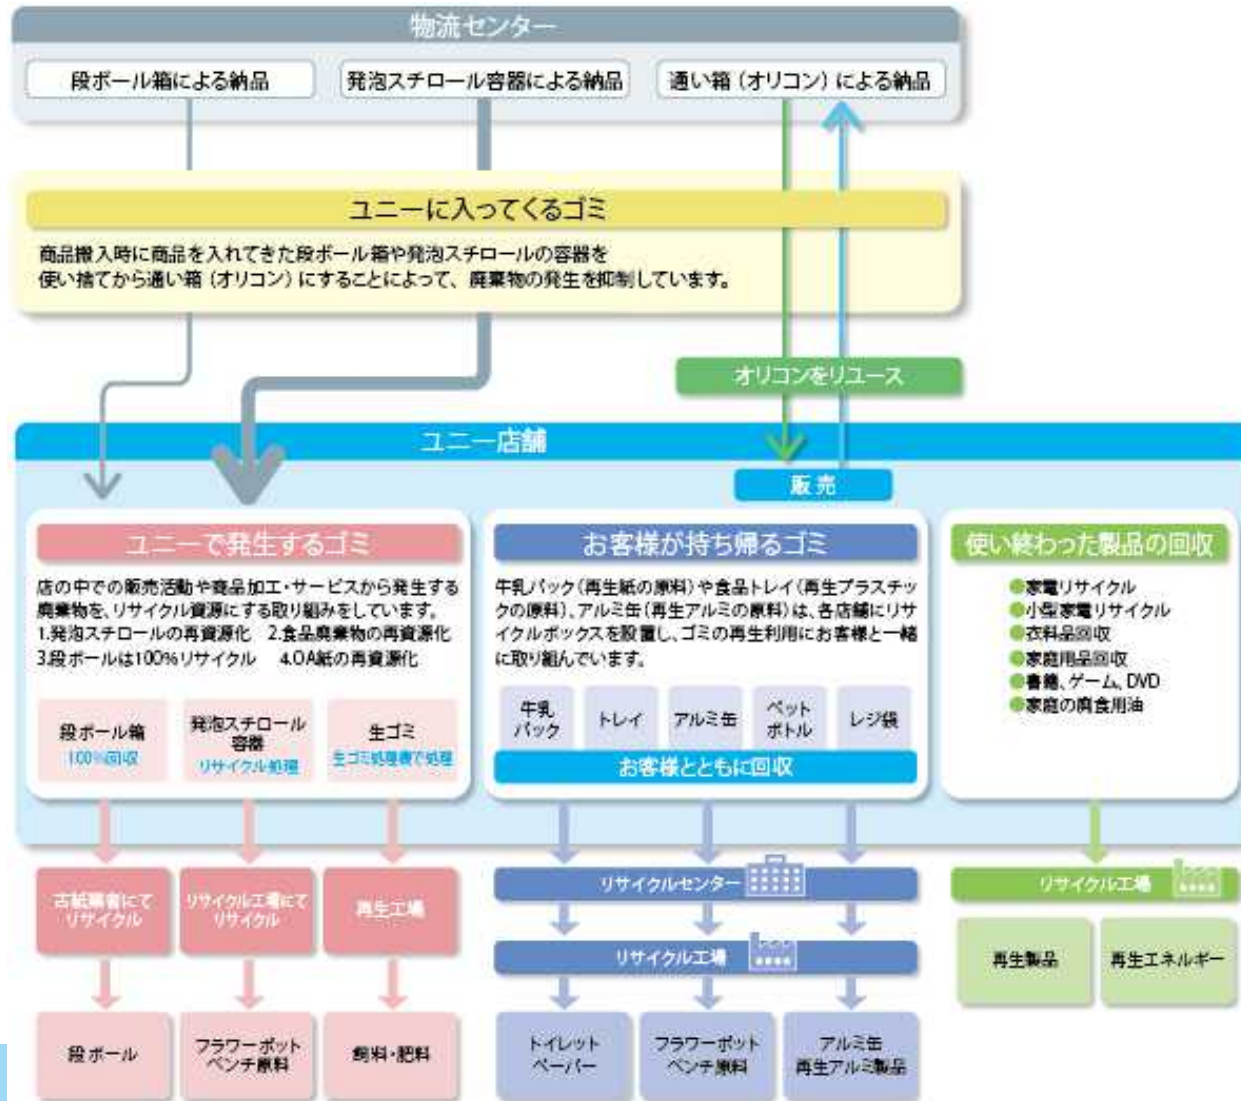 物流センター
段ボール箱による納品
発泡スチロール容器による納品
通い箱（オリコン）による納品
ユニーに入ってくるゴミ
商品搬入時に商品を入れてきた段ボール箱や発泡スチロールの容器を
使い捨てから通い箱（オリコン）にすることによって、廃棄物の発生を抑制しています。
オリコンをリユース
ユニー店舗
販売
ユニーで発生するゴミ
店の中での販売活動や商品加工・サービスから発生する
廃棄物を、リサイクル資源にする取り組みをしています。
1.発泡スチロールの再資源化　2.食品廃棄物の再資源化
3.段ボールは100％リサイクル　4.OA紙の再資源化
段ボール箱
100％回収
発泡スチロール
容器
リサイクル処理
生ゴミ
生ゴミ処理機で処理
お客様が持ち帰るゴミ
牛乳パック（再生紙の原料）や食品トレイ（再生プラスチッ
クの原料）、アルミ缶（再生アルミの原料）は、各店舗にリサ
イクルボックスを設置し、ゴミの再生利用にお客様と一緒
に取り組んでいます。
牛乳
パック
トレイ
アルミ缶
ペット
ボトル
レジ袋
お客様とともに回収
使い終わった製品の回収
●家電リサイクル
●小型家電リサイクル
●衣料品回収
●家庭用品回収
●書籍、ゲーム、DVD
●家庭の廃食用油
古紙業者にて
リサイクル
リサイクル工場にて
リサイクル
再生工場
リサイクルセンター
リサイクル工場
リサイクル工場
再生製品
再生エネルギー
段ボール
フラワーポット
ベンチ原料
飼料・肥料
トイレット
ペーパー
フラワーポット
ベンチ原料
アルミ缶
再生アルミ製品